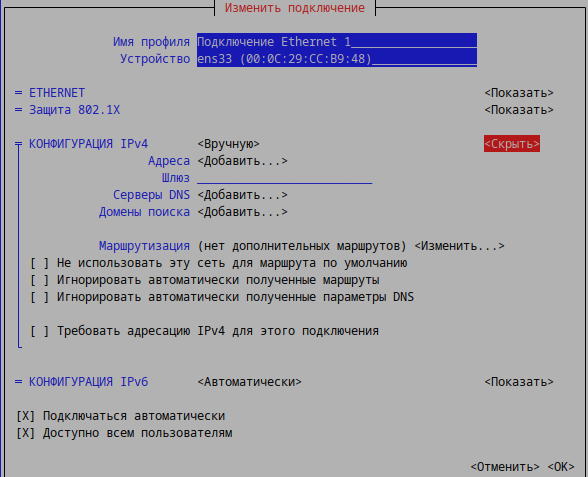 Изменить подключение
Имя профиля Подключение Ethernet 1
Устройство ens33 (00:0C:29:CC:B9:48)
= ETHERNET <Показать>
= Защита 802.1X <Показать>
= КОНФИГУРАЦИЯ IPv4 <Вручную> <Скрыть>
Адреса <Добавить...>
Шлюз
Серверы DNS <Добавить...>
Домены поиска <Добавить...>
Маршрутизация (нет дополнительных маршрутов) <Изменить...>
[ ] Не использовать эту сеть для маршрута по умолчанию
[ ] Игнорировать автоматически полученные маршруты
[ ] Игнорировать автоматически полученные параметры DNS
[ ] Требовать адресацию IPv4 для этого подключения
= КОНФИГУРАЦИЯ IPv6 <Автоматически> <Показать>
[X] Подключаться автоматически
[X] Доступно всем пользователям
<Отменить> <OK>